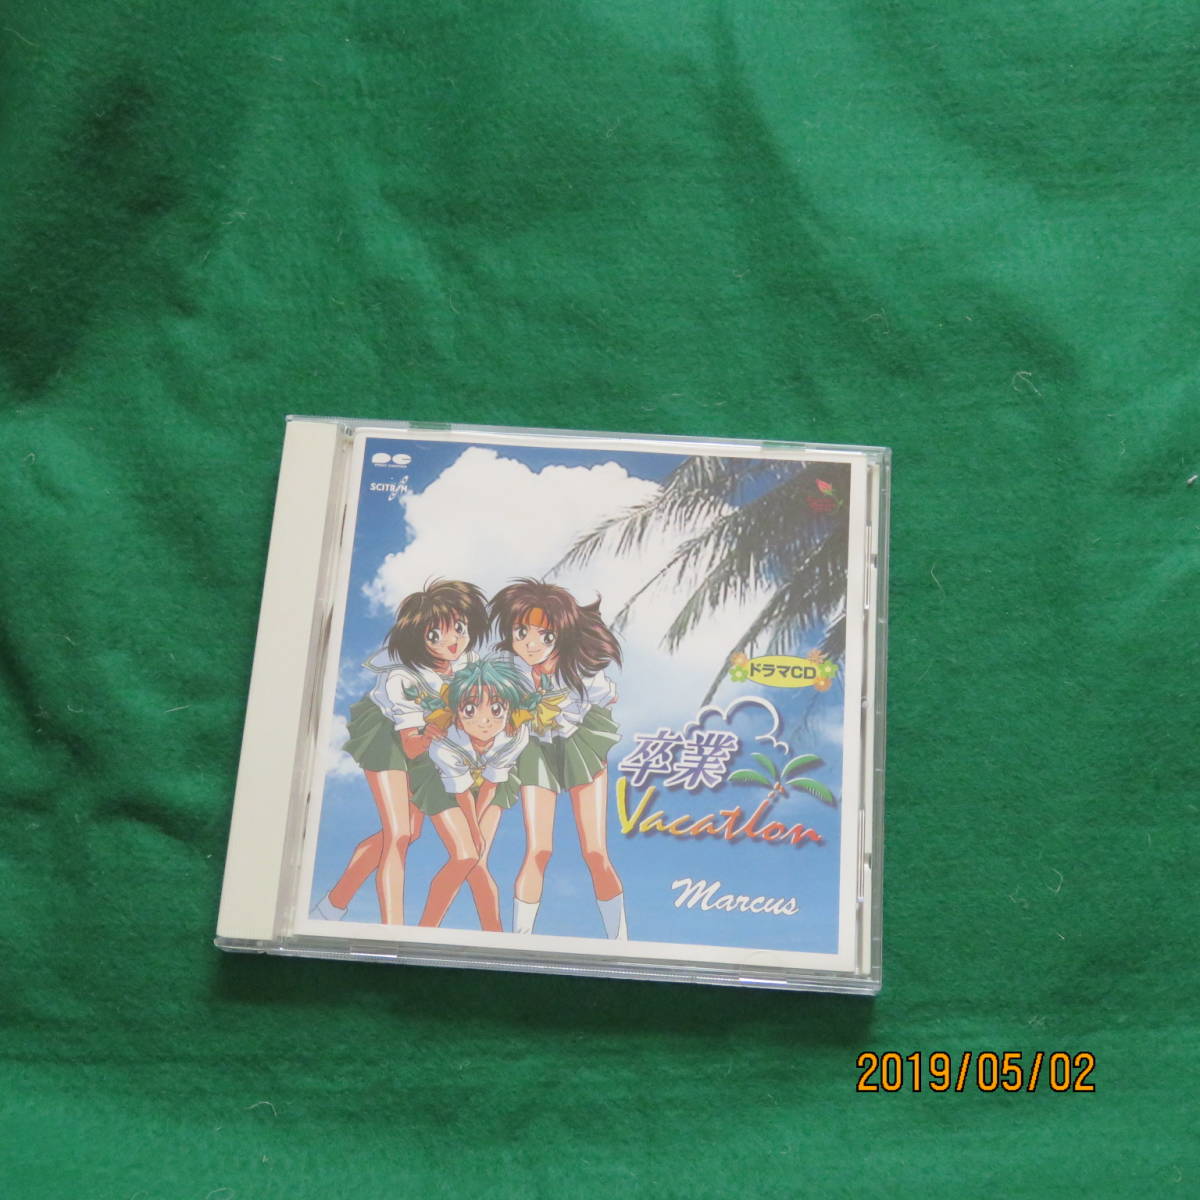 SCITRON
ドラマCD
卒業
Vacation
Marcus
2019/05/02